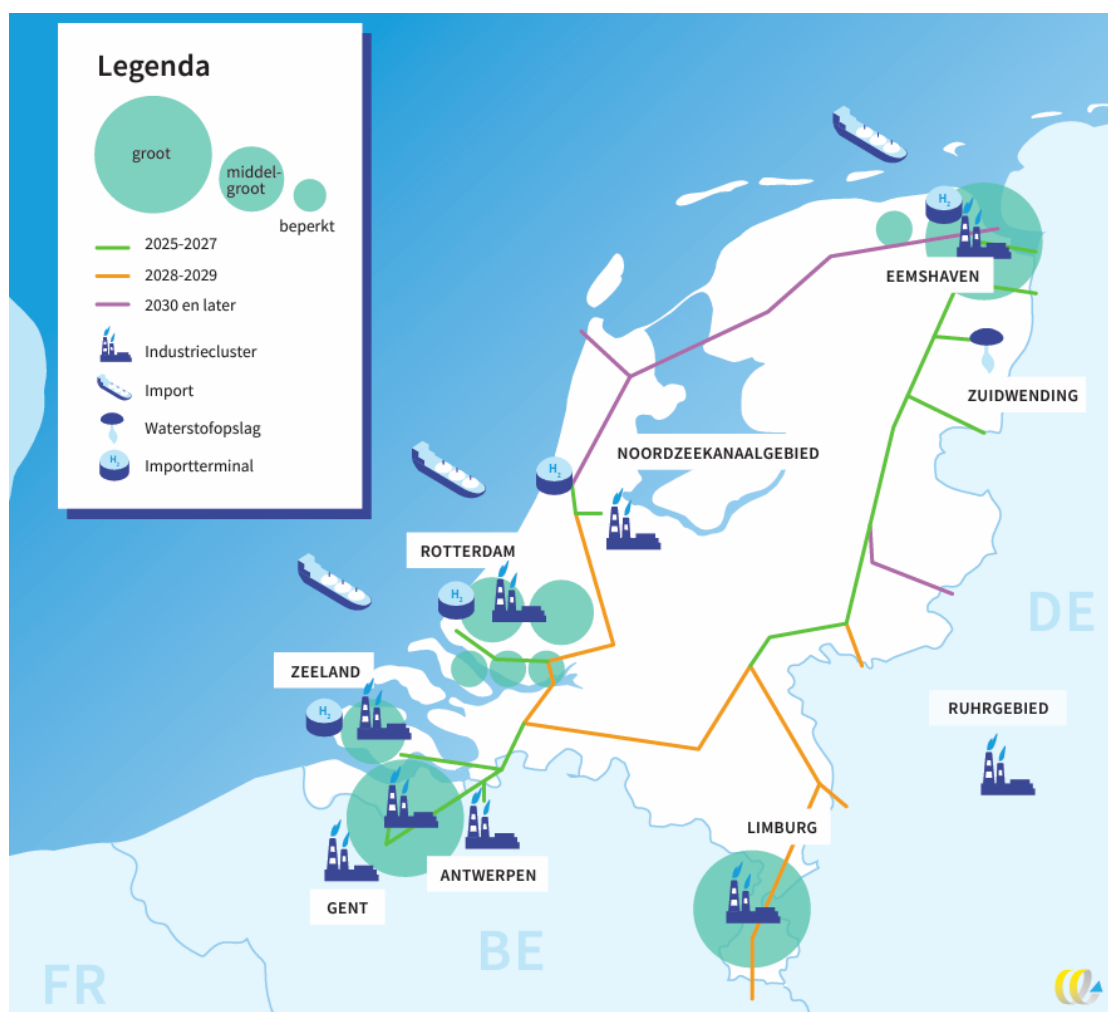 Legenda
groot
middel-
groot
beperkt
2025-2027
2028-2029
2030 en later
Industriecluster
Import
Waterstofopslag
H₂
Importterminal
H₂
EEMSHAVEN
ZUIDWENDING
NOORDZEEKANAALGEBIED
H₂
ROTTERDAM
H₂
DE
ZEELAND
H₂
RUHRGEBIED
LIMBURG
ANTWERPEN
GENT
BE
FR